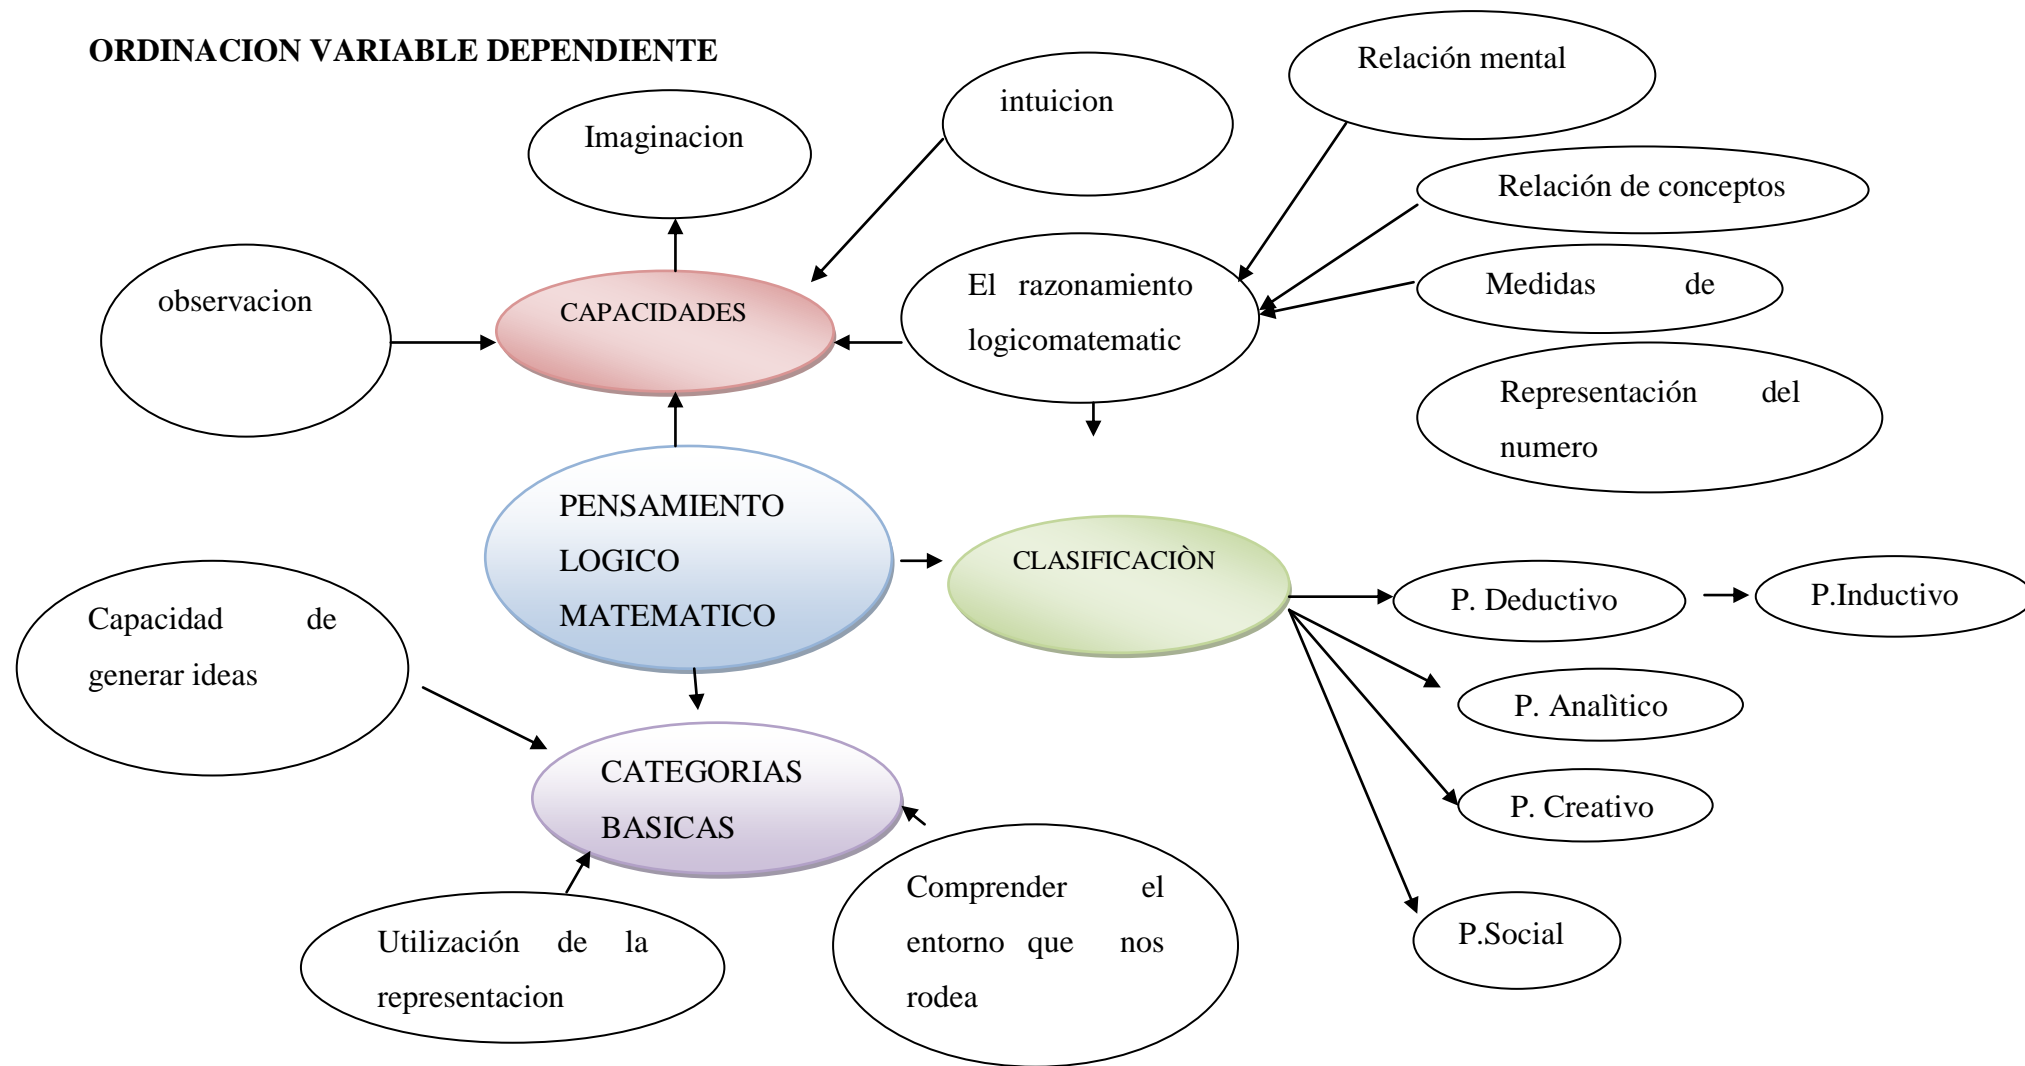 ORDINACION VARIABLE DEPENDIENTE
Relación mental
intuicion
Imaginacion
Relación de conceptos
observacion
CAPACIDADES
El razonamiento
logicomatematic
Medidas de
Representación del
numero
PENSAMIENTO
LOGICO
MATEMATICO
CLASIFICACIÒN
P. Deductivo
P.Inductivo
Capacidad de
generar ideas
P. Analìtico
CATEGORIAS
BASICAS
P. Creativo
Comprender el
entorno que nos
rodea
Utilización de la
representacion
P.Social